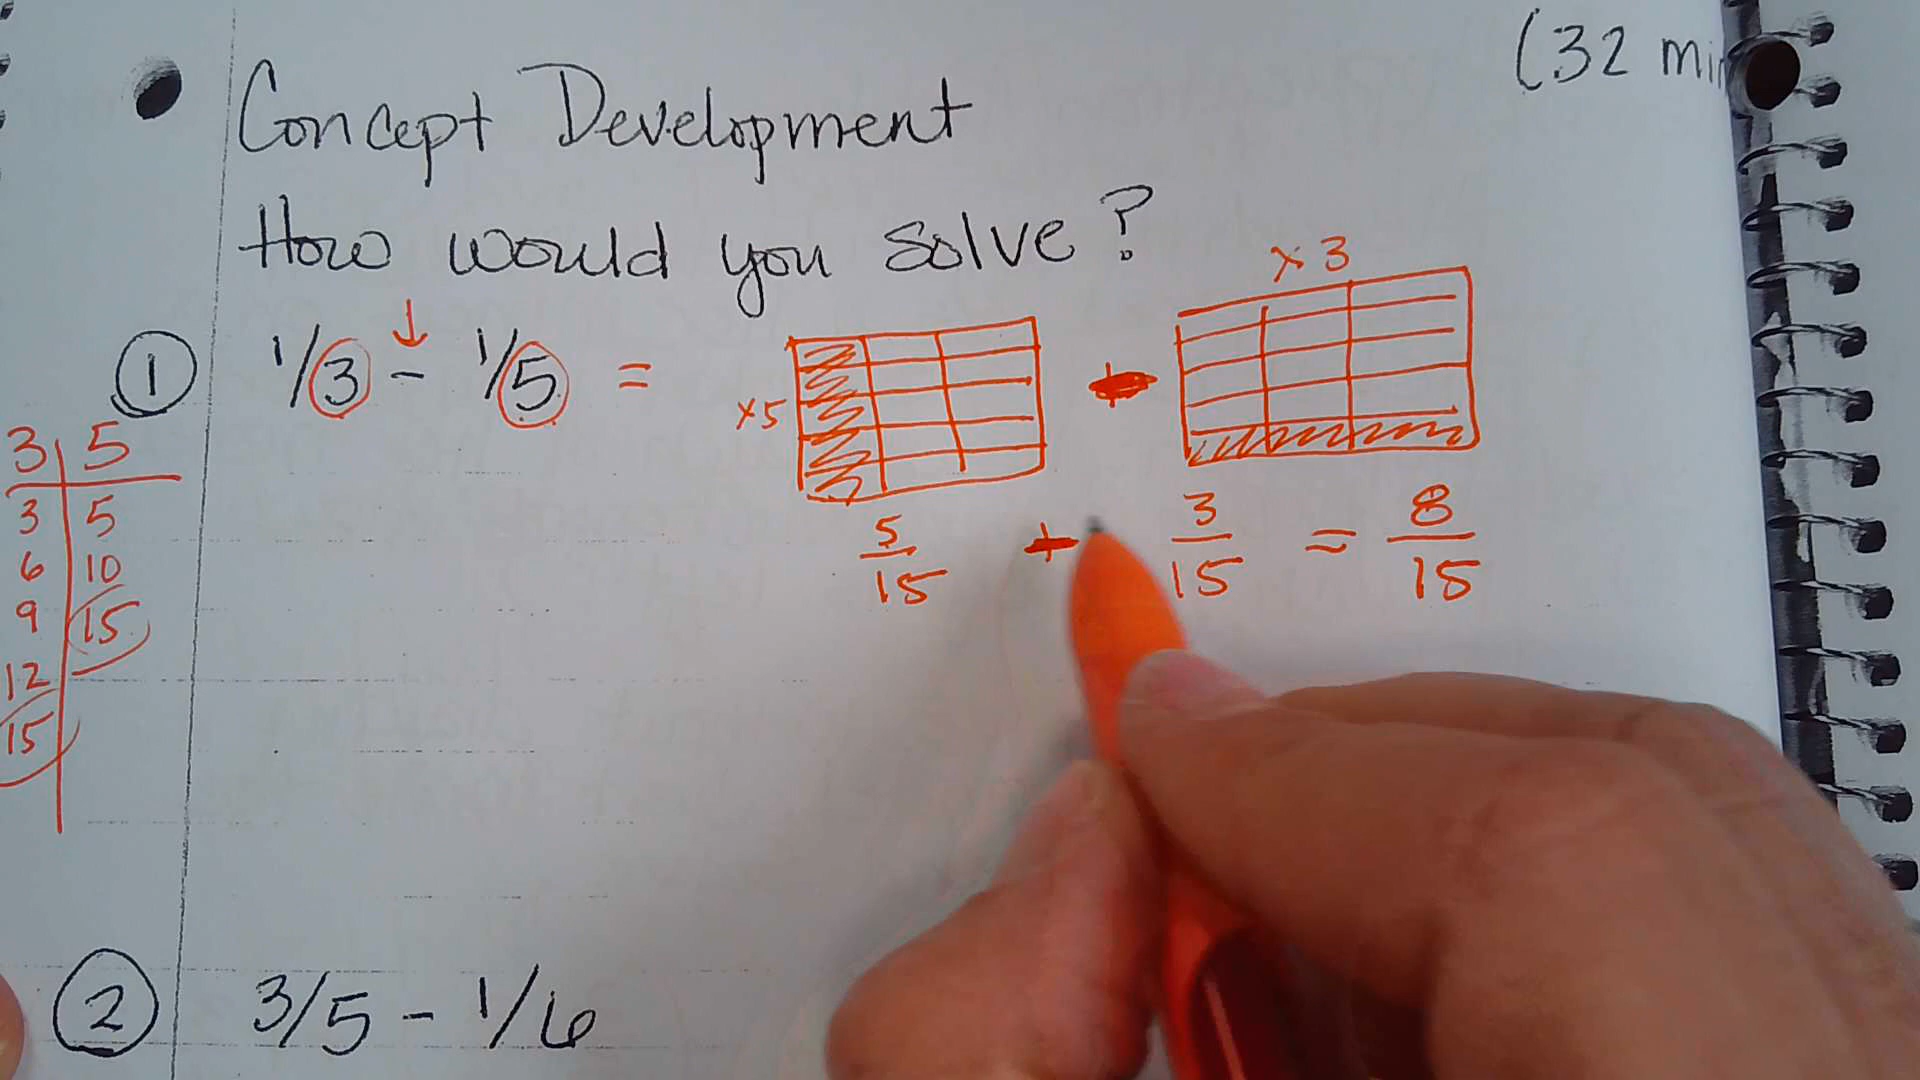 (32 min
Concept Development
How would you solve?
① 1/3 - 1/5 =
×5
+
×3
5/15 + 3/15 = 8/15
3 5
3 5
6 10
9 15
12
15
② 3/5 - 1/6